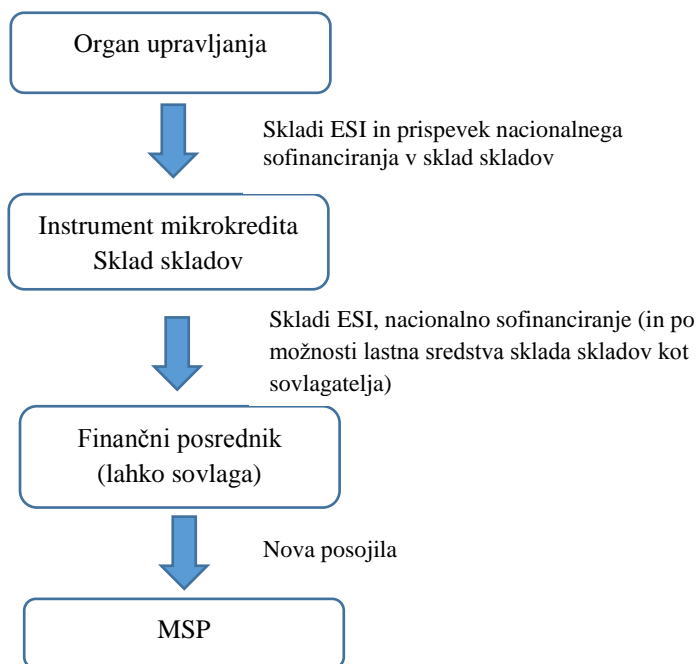 Organ upravljanja
Skladi ESI in prispevek nacionalnega
sofinanciranja v sklad skladov
Instrument mikrokredita
Sklad skladov
Skladi ESI, nacionalno sofinanciranje (in po
možnosti lastna sredstva sklada skladov kot
sovlagatelja)
Finančni posrednik
(lahko sovlaga)
Nova posojila
MSP